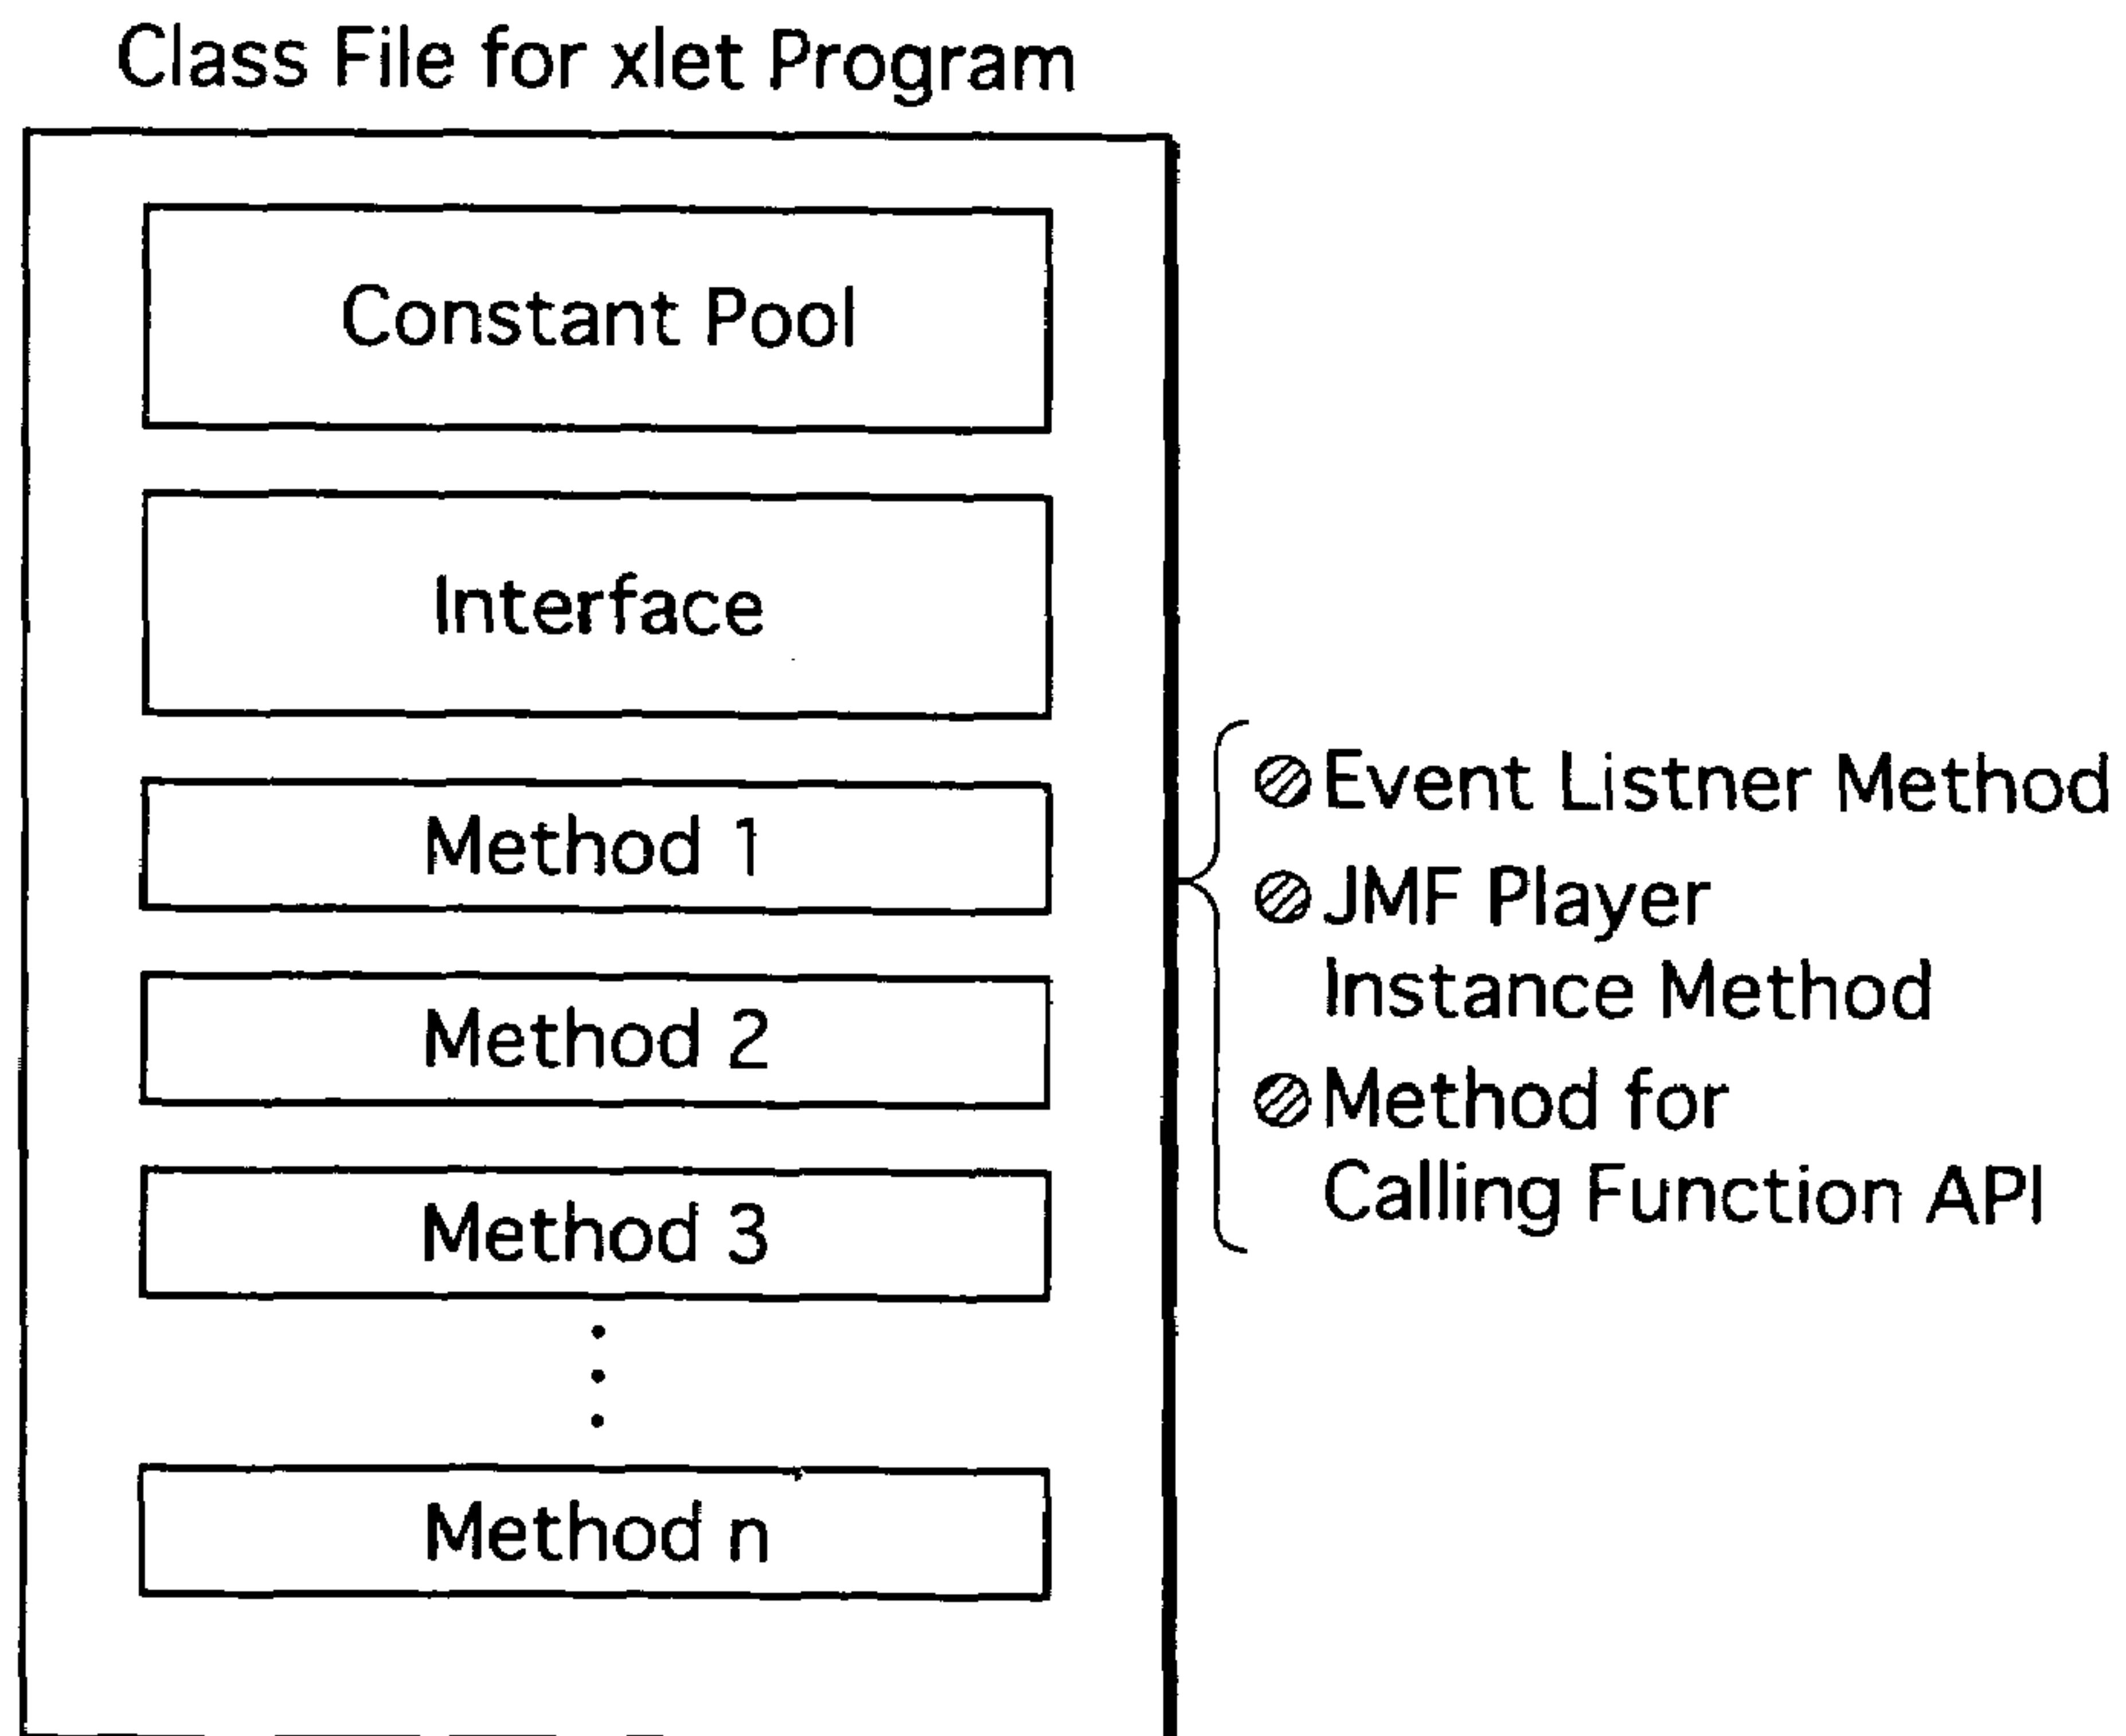 Class File for xlet Program
Constant Pool
Interface
Method 1
Method 2
Method 3
Method n
Event Listner Method
JMF Player
Instance Method
Method for
Calling Function API